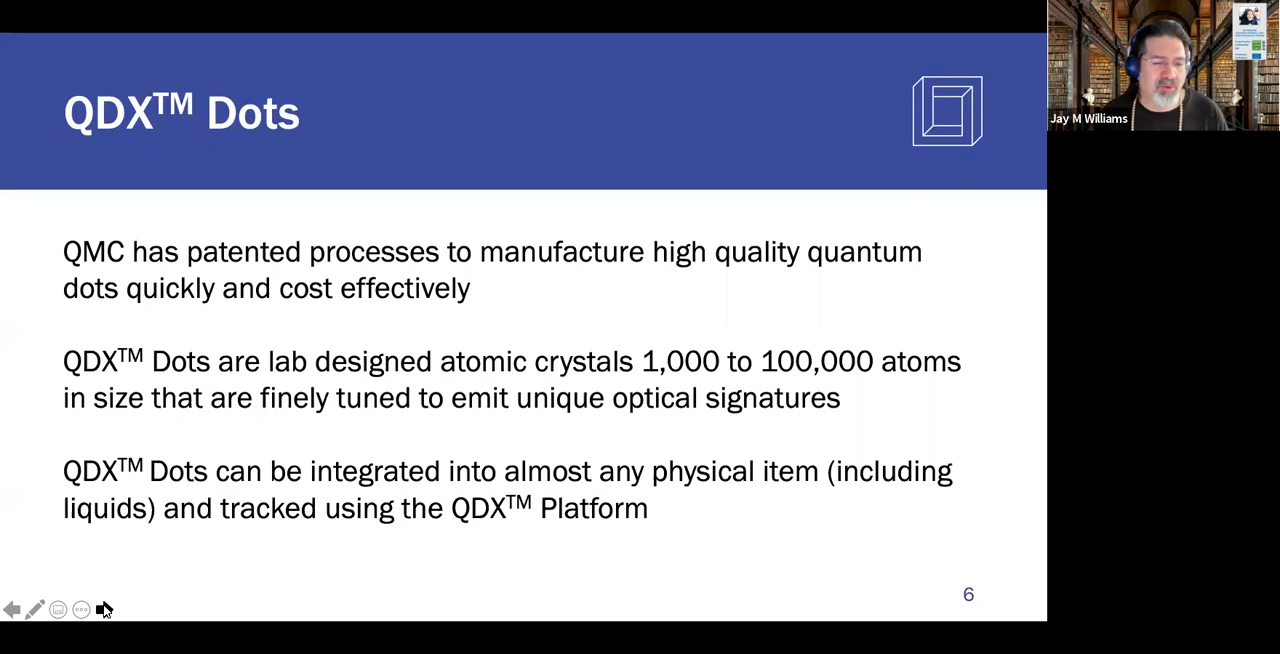 QDX™ Dots
QMC has patented processes to manufacture high quality quantum
dots quickly and cost effectively
QDX™ Dots are lab designed atomic crystals 1,000 to 100,000 atoms
in size that are finely tuned to emit unique optical signatures
QDX™ Dots can be integrated into almost any physical item (including
liquids) and tracked using the QDX™ Platform
6
Jay M Williams